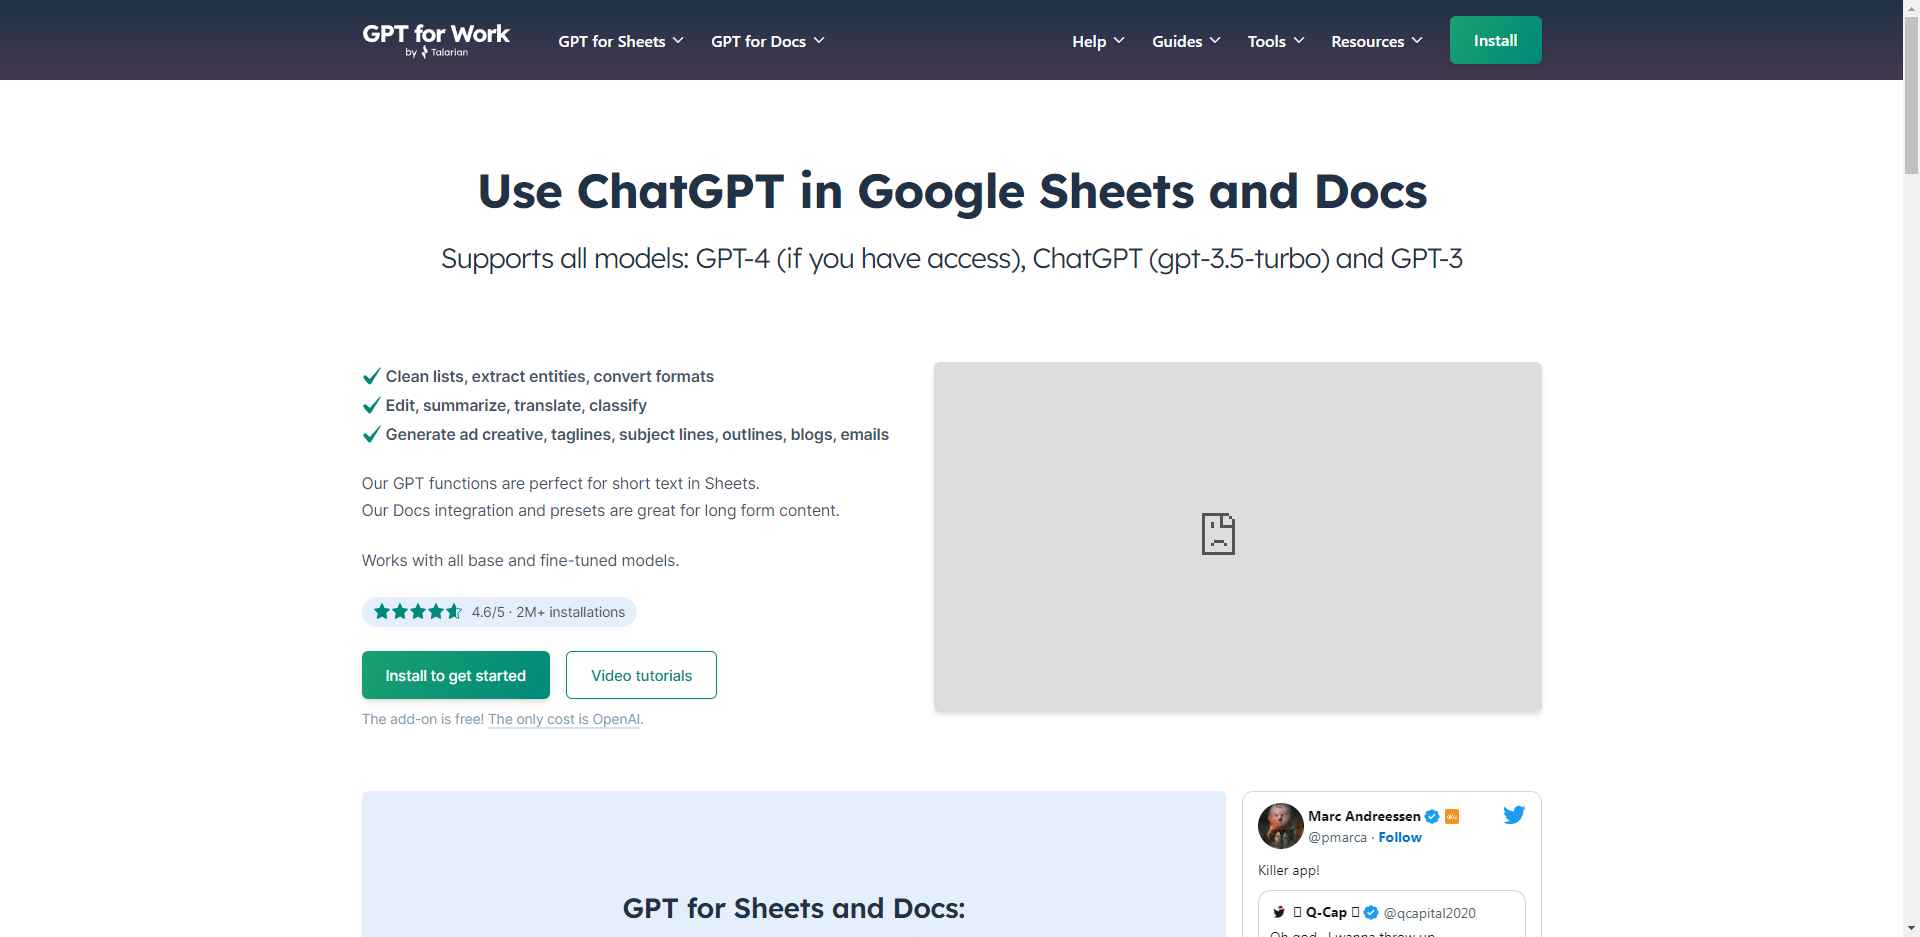 GPT for Work
by Talarian
GPT for Sheets
GPT for Docs
Help
Guides
Tools
Resources
Install
Use ChatGPT in Google Sheets and Docs
Supports all models: GPT-4 (if you have access), ChatGPT (gpt-3.5-turbo) and GPT-3
Clean lists, extract entities, convert formats
Edit, summarize, translate, classify
Generate ad creative, taglines, subject lines, outlines, blogs, emails
Our GPT functions are perfect for short text in Sheets.
Our Docs integration and presets are great for long form content.
Works with all base and fine-tuned models.
4.6/5 · 2M+ installations
Install to get started
Video tutorials
The add-on is free! The only cost is OpenAI.
GPT for Sheets and Docs:
Marc Andreessen
@pmarca · Follow
Killer app!
Q-Cap
@qcapital2020
Oh god.. I wanna throw up